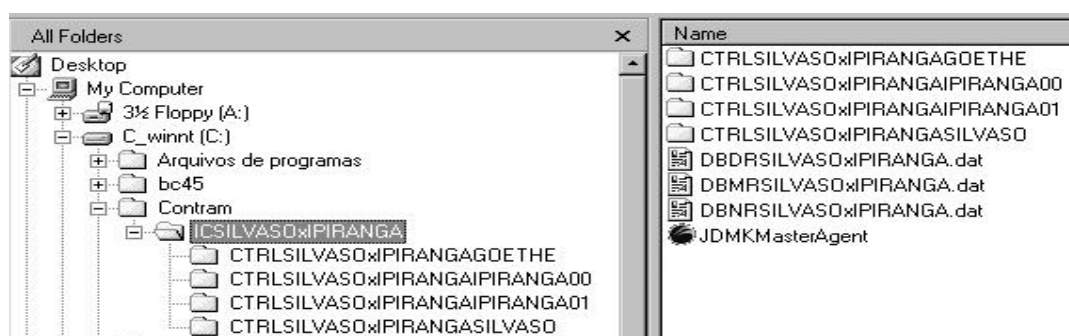 All Folders
Desktop
My Computer
3½ Floppy (A:)
C_winnt (C:)
Arquivos de programas
bc45
Contram
ICSILVASOxIPIRANGA
CTRLSILVASOxIPIRANGAGOETHE
CTRLSILVASOxIPIRANGAIPIRANGA00
CTRLSILVASOxIPIRANGAIPIRANGA01
CTRLSILVASOxIPIRANGASILVASO
Name
CTRLSILVASOxIPIRANGAGOETHE
CTRLSILVASOxIPIRANGAIPIRANGA00
CTRLSILVASOxIPIRANGAIPIRANGA01
CTRLSILVASOxIPIRANGASILVASO
DBDRSILVASOxIPIRANGA.dat
DBMRSILVASOxIPIRANGA.dat
DBNRSILVASOxIPIRANGA.dat
JDMKMasterAgent